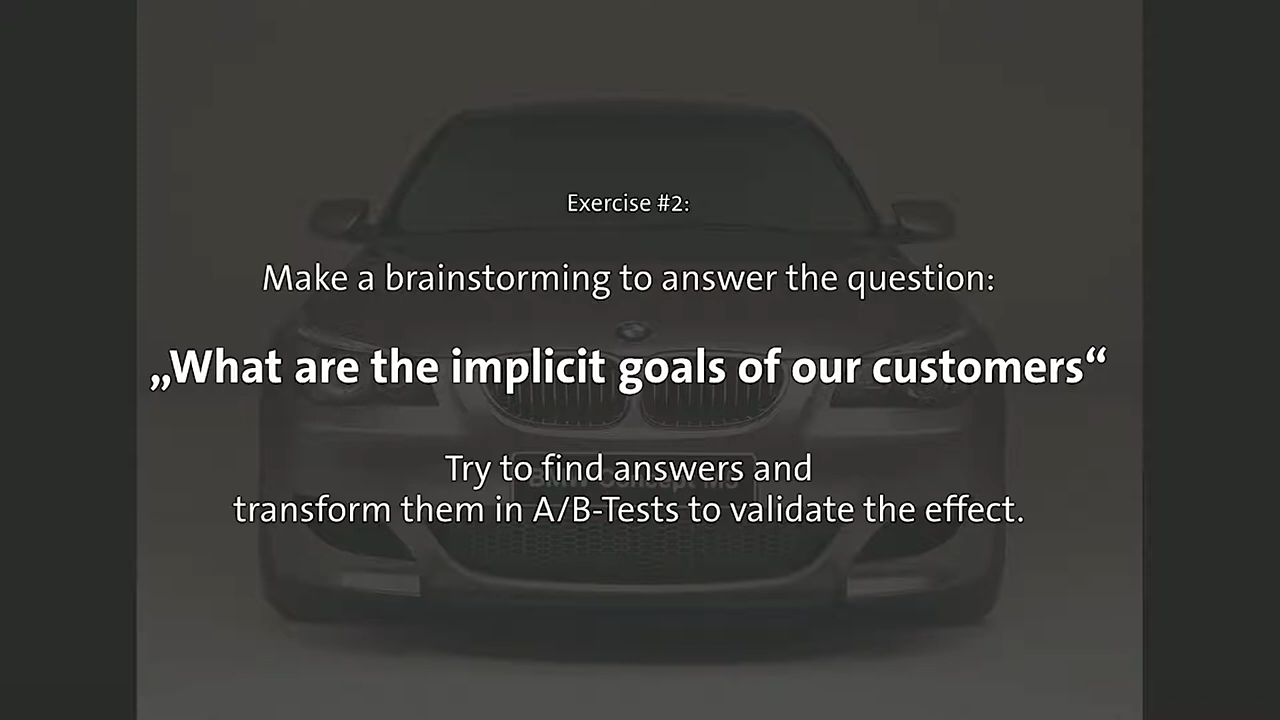 Exercise #2:
Make a brainstorming to answer the question:
„What are the implicit goals of our customers“
Try to find answers and
transform them in A/B-Tests to validate the effect.